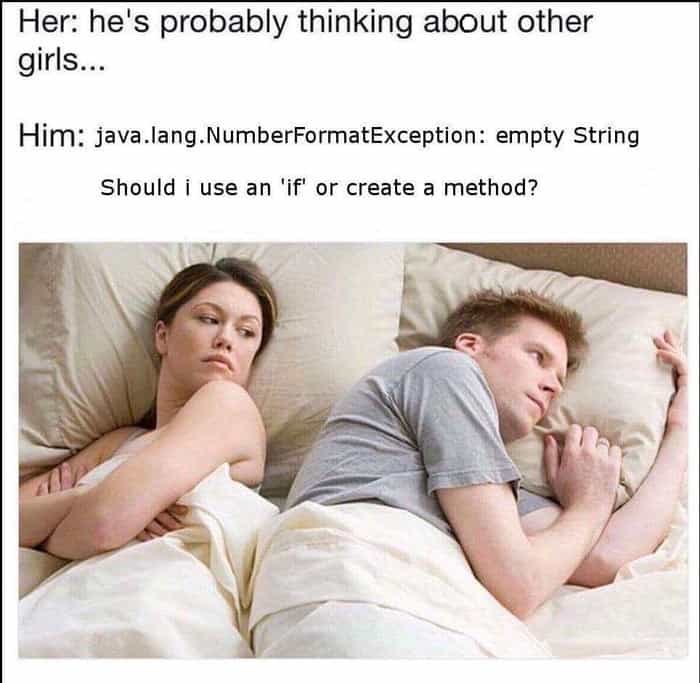 Her: he's probably thinking about other
girls...
Him: java.lang.NumberFormatException: empty String
Should i use an 'if' or create a method?